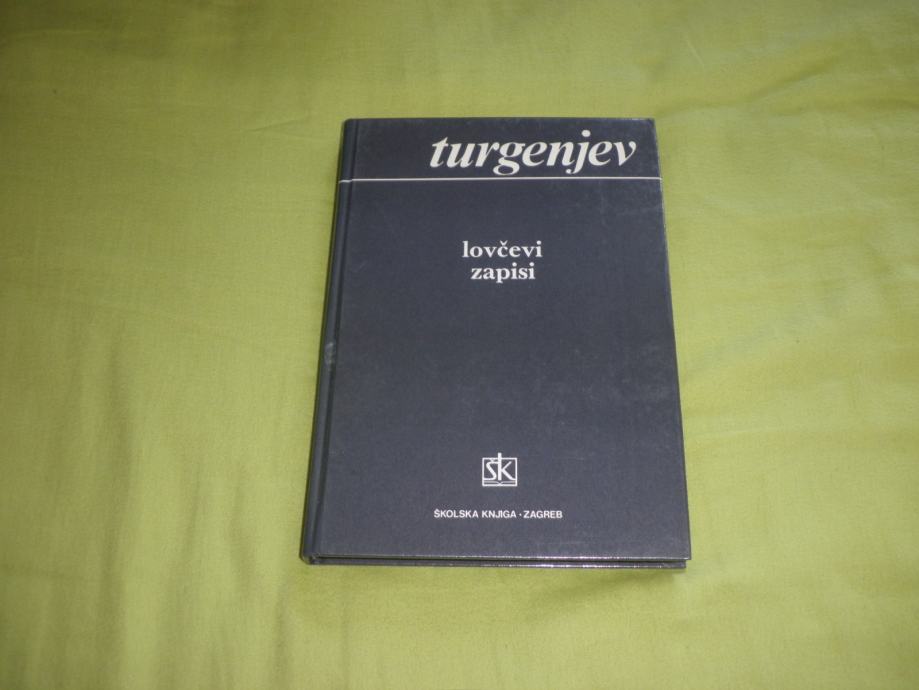 turgenjev
lovčevi
zapisi
šk
ŠKOLSKA KNJIGA · ZAGREB